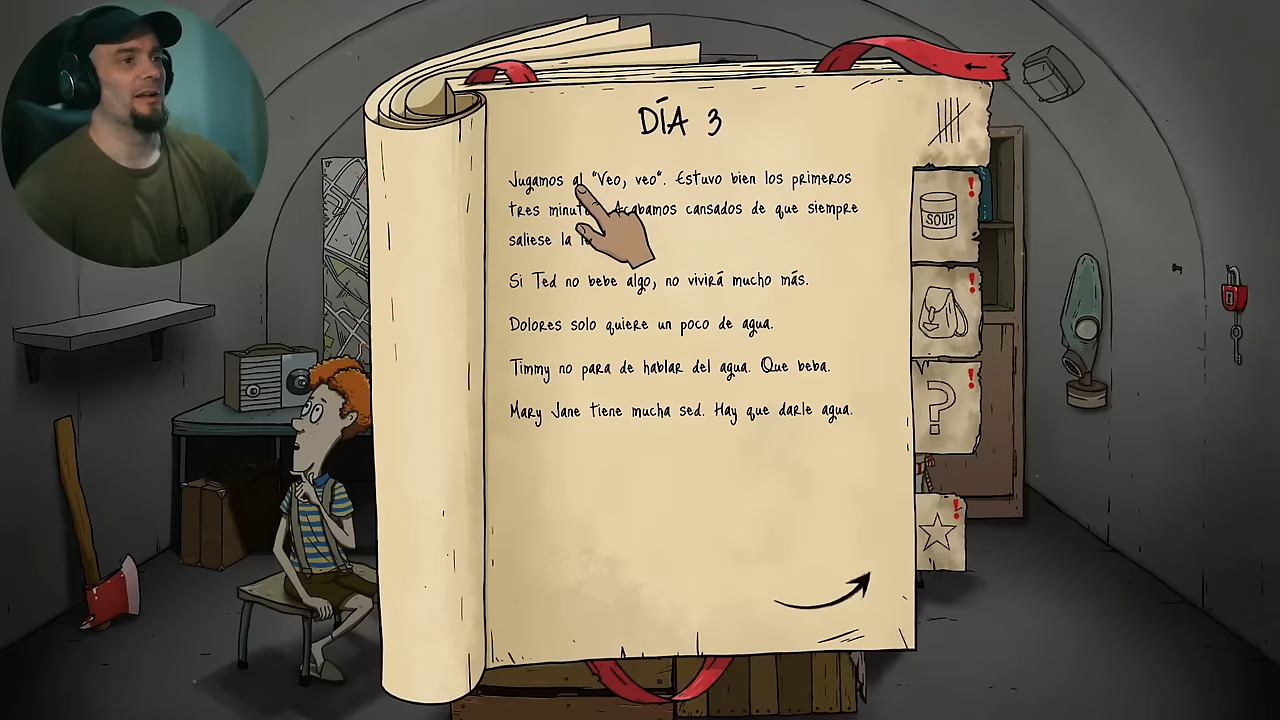 DÍA 3
Jugamos al "Veo, veo". Estuvo bien los primeros
tres Acabamos cansados de que siempre
saliese la
Si Ted no bebe algo, no vivirá mucho más.
Dolores solo quiere un poco de agua.
Timmy no para de hablar del agua. Que beba.
Mary Jane tiene mucha sed. Hay que darle agua.
SOUP